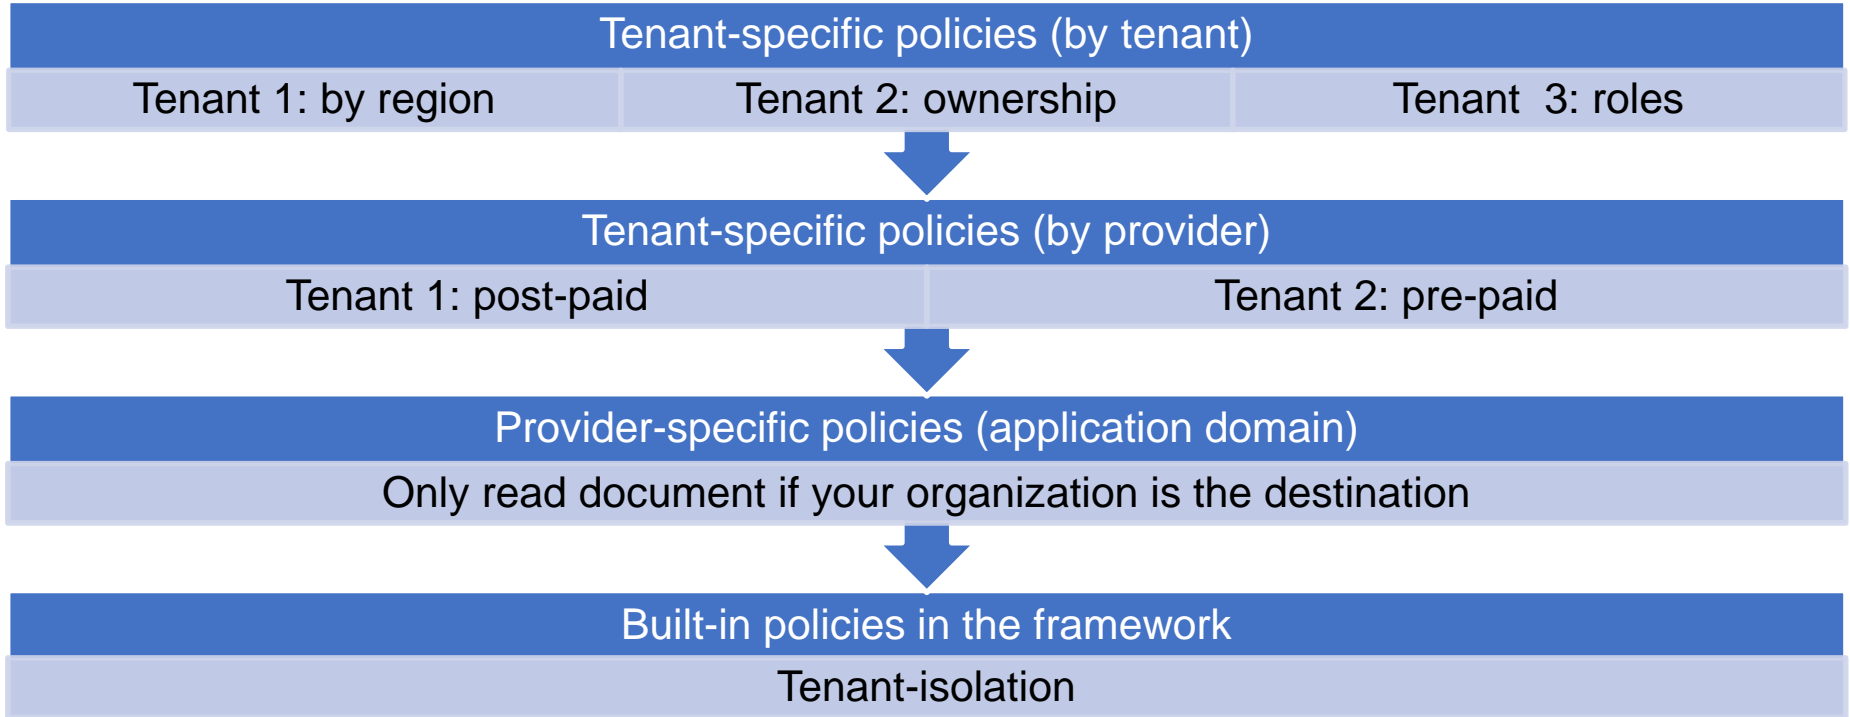 Tenant-specific policies (by tenant)
Tenant 1: by region
Tenant 2: ownership
Tenant  3: roles
Tenant-specific policies (by provider)
Tenant 1: post-paid
Tenant 2: pre-paid
Provider-specific policies (application domain)
Only read document if your organization is the destination
Built-in policies in the framework
Tenant-isolation